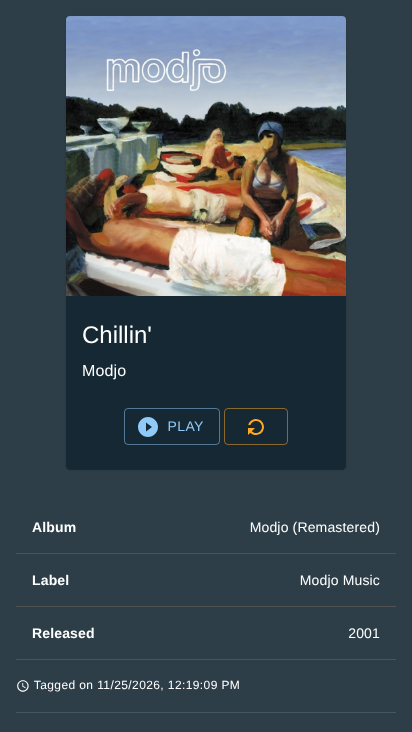 modjo
Chillin'
Modjo
PLAY
Album Modjo (Remastered)
Label Modjo Music
Released 2001
Tagged on 11/25/2026, 12:19:09 PM